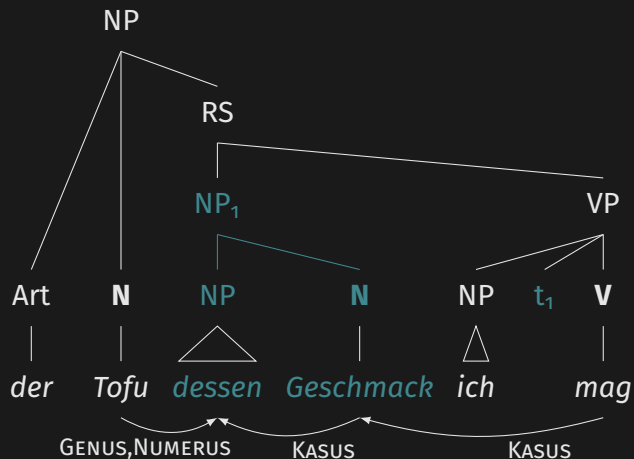 NP
RS
NP₁ VP
Art N NP N NP t₁ V
der Tofu dessen Geschmack ich mag
Genus,Numerus Kasus Kasus